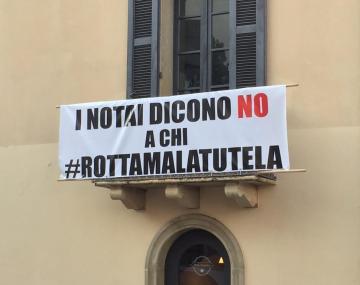 I NOTAI DICONO NO
A CHI
#ROTTAMALATUTELA